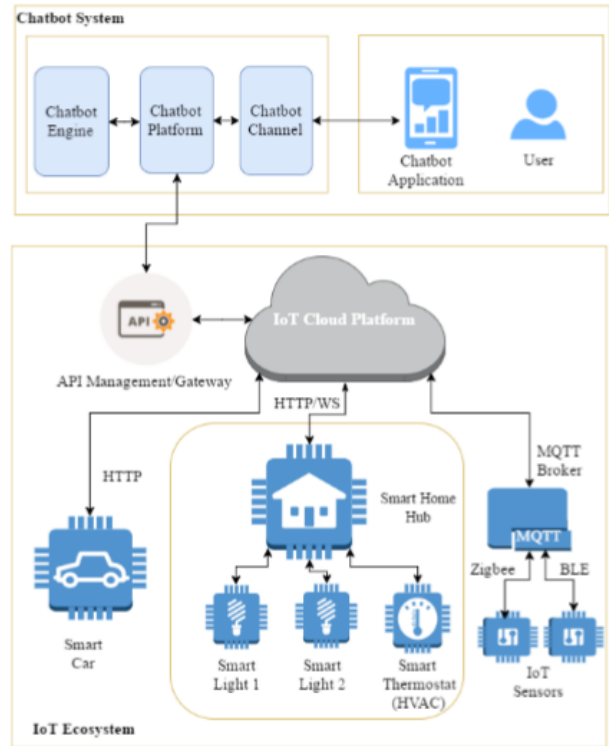 Chatbot System
Chatbot
Engine
Chatbot
Platform
Chatbot
Channel
Chatbot
Application
User
API
API Management/Gateway
IoT Cloud Platform
HTTP
HTTP/WS
MQTT
Broker
Smart Home
Hub
MQTT
Zigbee
BLE
Smart
Car
Smart
Light 1
Smart
Light 2
Smart
Thermostat
(HVAC)
IoT
Sensors
IoT Ecosystem